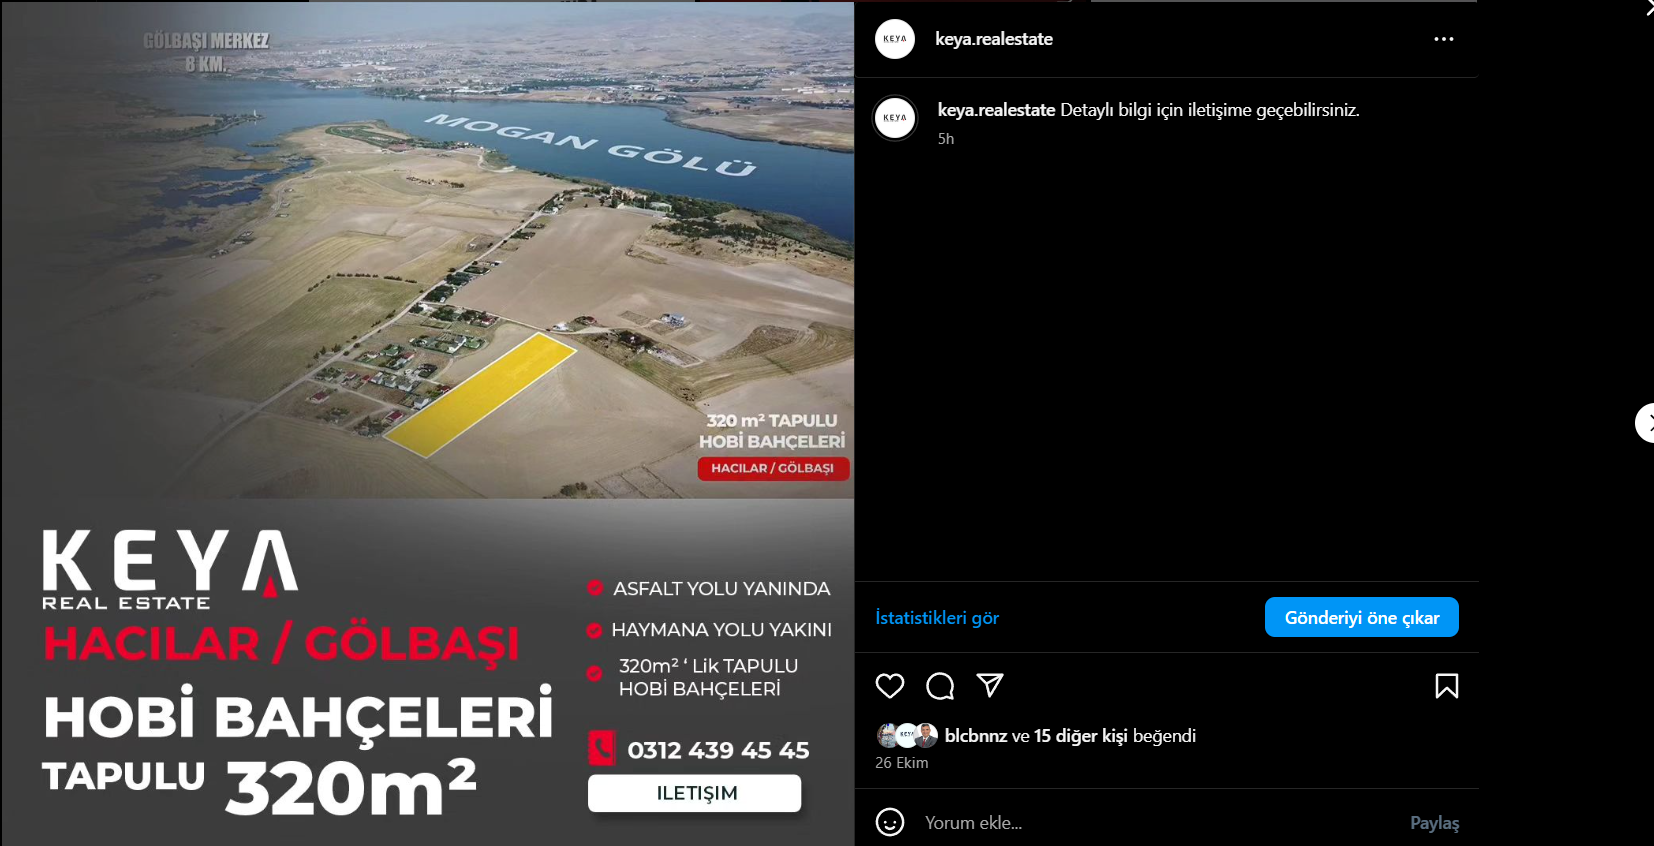 GÖLBAŞI MERKEZ
8 KM.
MOGAN GÖLÜ
320 m² TAPULU
HOBİ BAHÇELERİ
HACILAR / GÖLBAŞI
KEYA
REAL ESTATE
HACILAR / GÖLBAŞI
HOBİ BAHÇELERİ
TAPULU 320m²
ASFALT YOLU YANINDA
HAYMANA YOLU YAKINI
320m² ‘ Lik TAPULU
HOBİ BAHÇELERİ
0312 439 45 45
ILETIŞIM
KEYA
keya.realestate
KEYA
keya.realestate Detaylı bilgi için iletişime geçebilirsiniz.
5h
İstatistikleri gör
Gönderiyi öne çıkar
KEYA
blcbnnz ve 15 diğer kişi beğendi
26 Ekim
Yorum ekle...
Paylaş